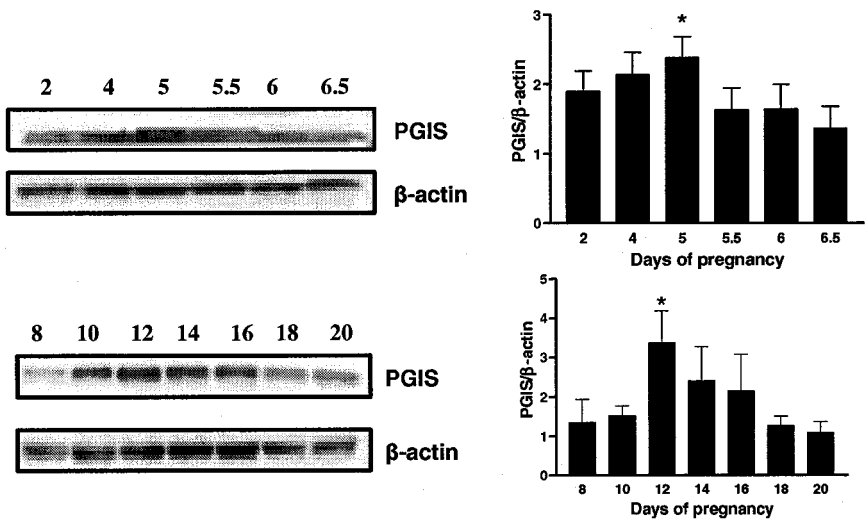 2 4 5 5.5 6 6.5
PGIS
β-actin
3
2
1
0
PGIS/β-actin
*
2 4 5 5.5 6 6.5
Days of pregnancy
8 10 12 14 16 18 20
PGIS
β-actin
5
4
3
2
1
0
PGIS/β-actin
*
8 10 12 14 16 18 20
Days of pregnancy